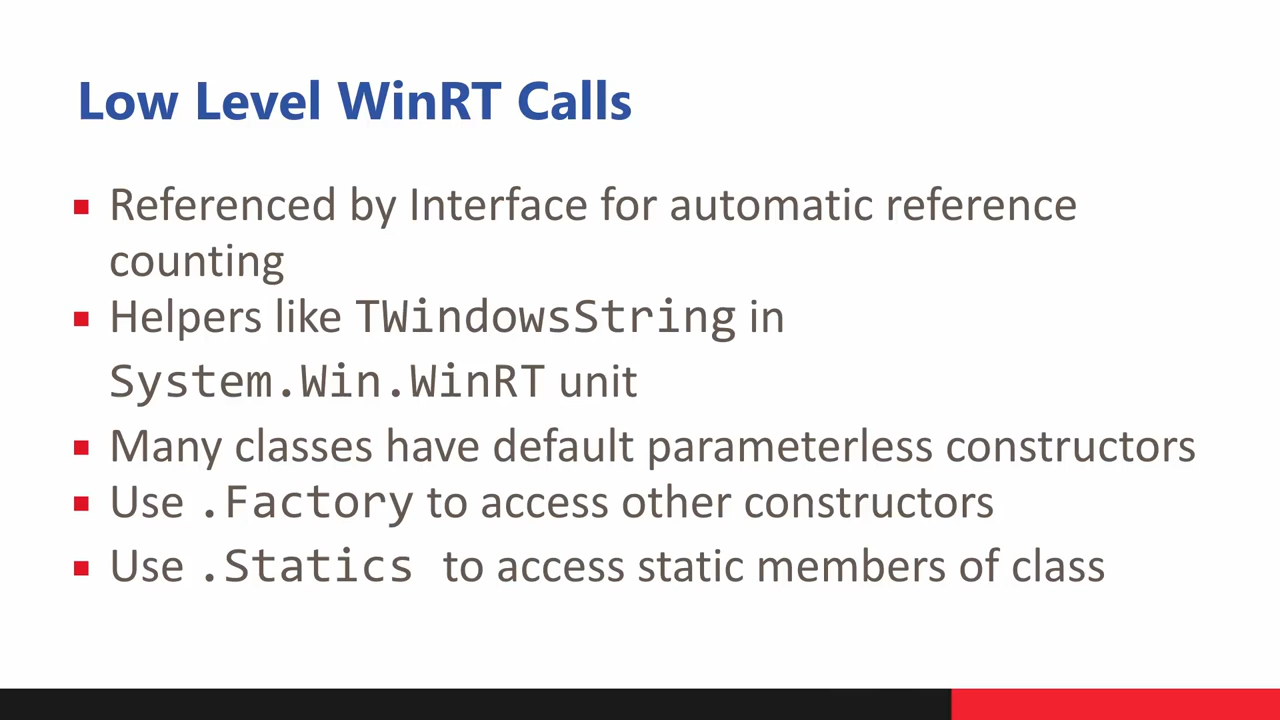 Low Level WinRT Calls
Referenced by Interface for automatic reference
counting
Helpers like TWindowsString in
System.Win.WinRT unit
Many classes have default parameterless constructors
Use .Factory to access other constructors
Use .Statics to access static members of class